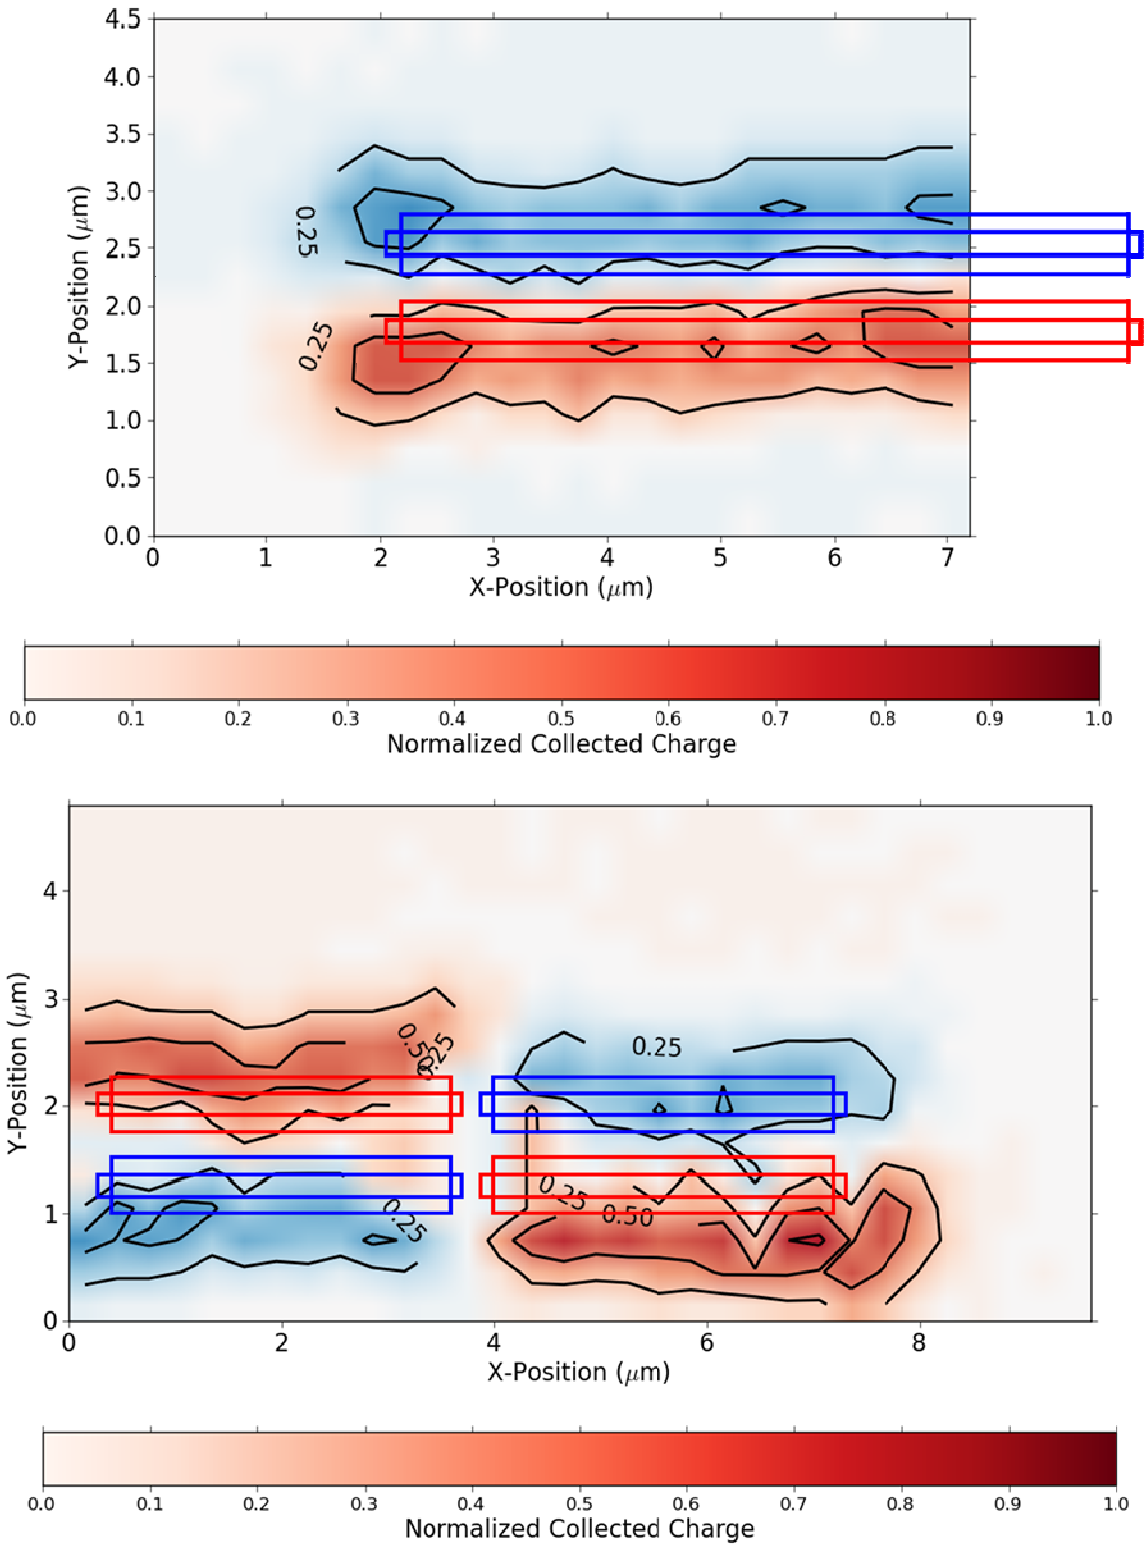 4.5
4.0
3.5
3.0
2.5
2.0
1.5
1.0
0.5
0.0
Y-Position (μm)
0.25
0.25
0 1 2 3 4 5 6 7
X-Position (μm)
0.0 0.1 0.2 0.3 0.4 0.5 0.6 0.7 0.8 0.9 1.0
Normalized Collected Charge
4
3
2
1
0
Y-Position (μm)
0.50
0.25
0.25
0.25
0.25
0.50
0 2 4 6 8
X-Position (μm)
0.0 0.1 0.2 0.3 0.4 0.5 0.6 0.7 0.8 0.9 1.0
Normalized Collected Charge